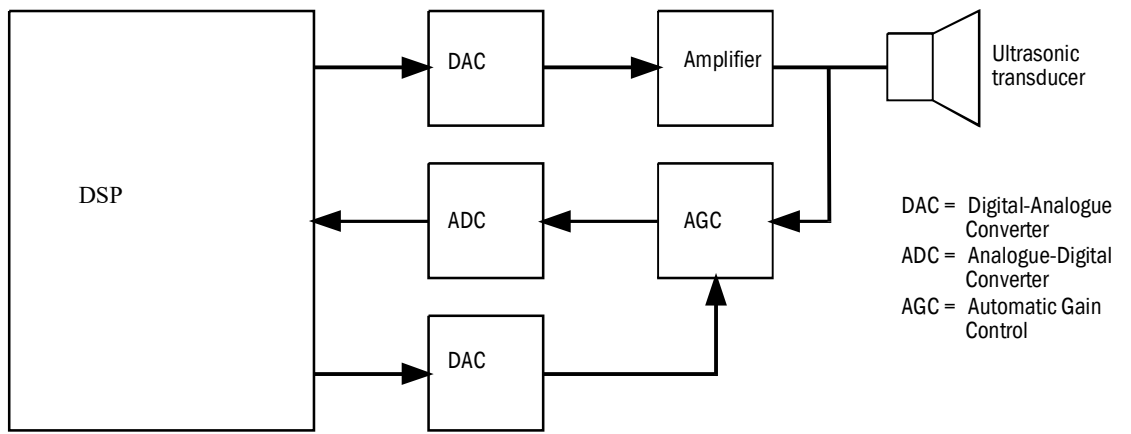 DAC
Amplifier
Ultrasonic
transducer
DSP
ADC
AGC
DAC = Digital-Analogue
Converter
ADC = Analogue-Digital
Converter
AGC = Automatic Gain
Control
DAC